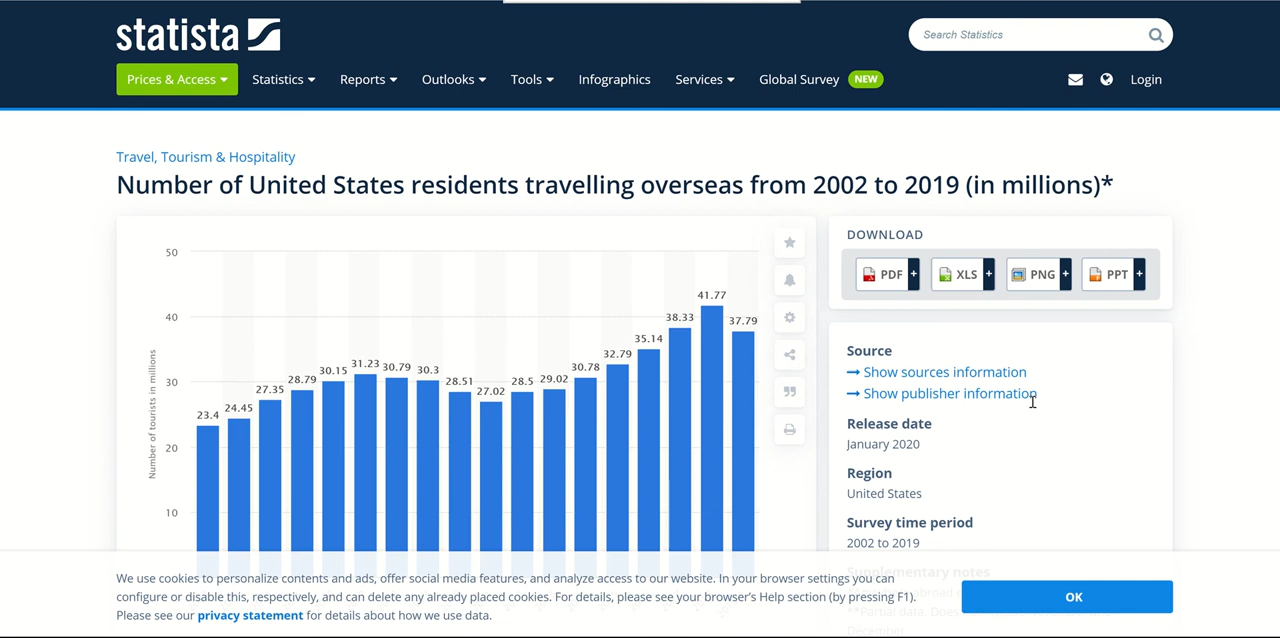 statista
Search Statistics
Prices & Access Statistics Reports Outlooks Tools Infographics Services Global Survey NEW Login
Travel, Tourism & Hospitality
Number of United States residents travelling overseas from 2002 to 2019 (in millions)*
Number of tourists in millions
50
40
30
20
10
23.4
24.45
27.35
28.79
30.15
31.23
30.79
30.3
28.51
27.02
28.5
29.02
30.78
32.79
35.14
38.33
41.77
37.79
DOWNLOAD
PDF + XLS + PNG + PPT +
Source
→ Show sources information
→ Show publisher information
Release date
January 2020
Region
United States
Survey time period
2002 to 2019
Supplementary notes
We use cookies to personalize contents and ads, offer social media features, and analyze access to our website. In your browser settings you can
configure or disable this, respectively, and can delete any already placed cookies. For details, please see your browser's Help section (by pressing F1).
Please see our privacy statement for details about how we use data.
OK